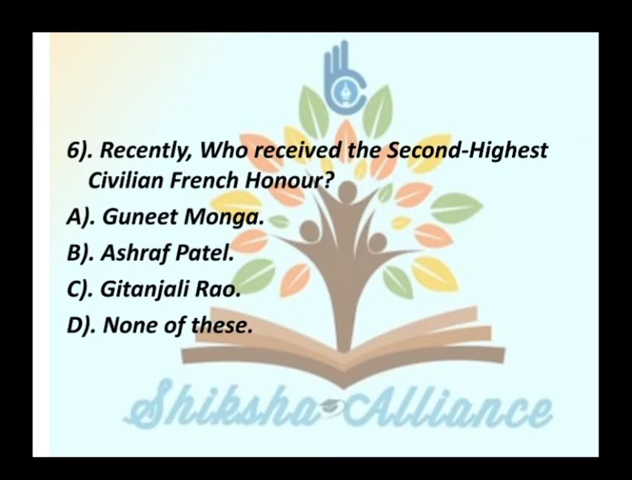 6). Recently, Who received the Second-Highest
Civilian French Honour?
A). Guneet Monga.
B). Ashraf Patel.
C). Gitanjali Rao.
D). None of these.
Shiksha Alliance